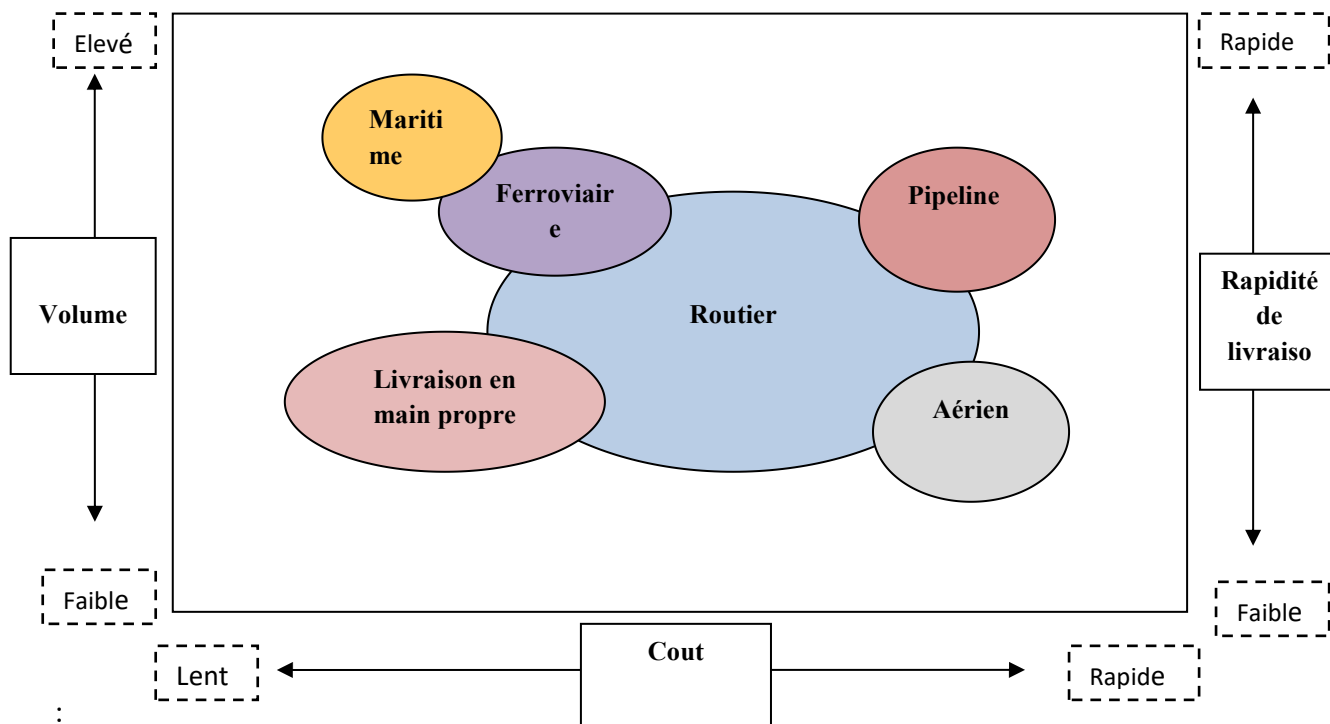 Elevé
Rapide
Mariti
me
Ferroviair
e
Pipeline
Volume
Routier
Rapidité
de
livraiso
Livraison en
main propre
Aérien
Faible
Faible
Cout
Lent
Rapide
: